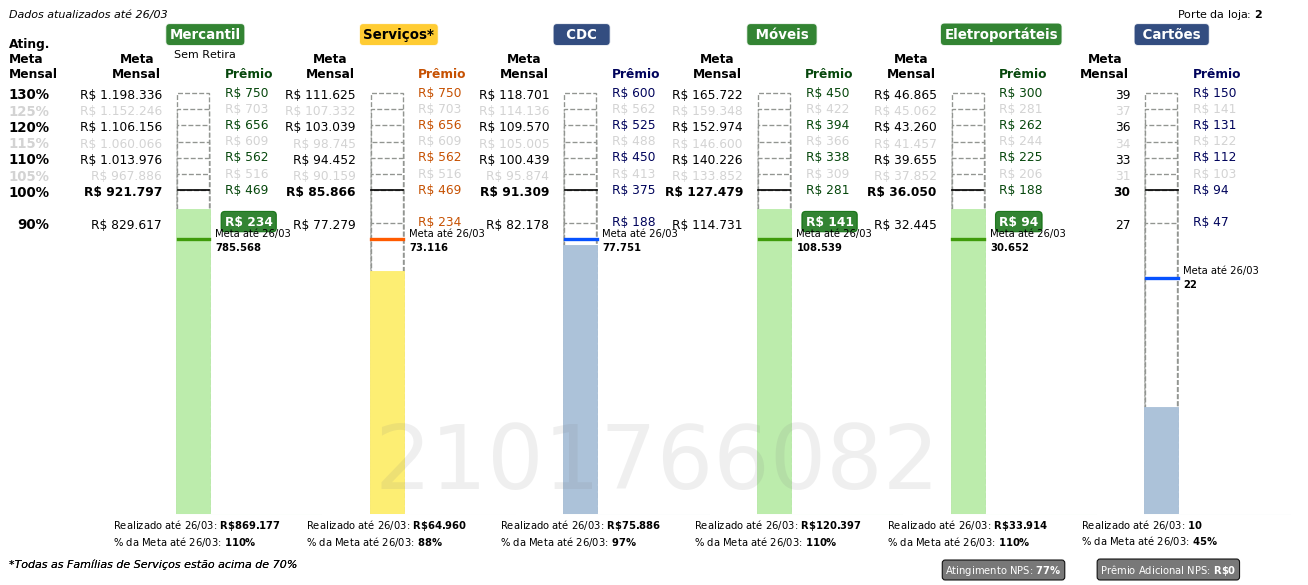 Dados atualizados até 26/03 Porte da loja: 2
Mercantil Serviços* CDC Móveis Eletroportáteis Cartões
Sem Retira
Ating. Meta Mensal Meta Mensal Prêmio Meta Mensal Prêmio Meta Mensal Prêmio Meta Mensal Prêmio Meta Mensal Prêmio Meta Mensal Prêmio
130% R$ 1.198.336 R$ 750 R$ 111.625 R$ 750 R$ 118.701 R$ 600 R$ 165.722 R$ 450 R$ 46.865 R$ 300 39 R$ 150
125% R$ 1.152.246 R$ 703 R$ 107.332 R$ 703 R$ 114.136 R$ 562 R$ 159.348 R$ 422 R$ 45.062 R$ 281 37 R$ 141
120% R$ 1.106.156 R$ 656 R$ 103.039 R$ 656 R$ 109.570 R$ 525 R$ 152.974 R$ 394 R$ 43.260 R$ 262 36 R$ 131
115% R$ 1.060.066 R$ 609 R$ 98.745 R$ 609 R$ 105.005 R$ 488 R$ 146.600 R$ 366 R$ 41.457 R$ 244 34 R$ 122
110% R$ 1.013.976 R$ 562 R$ 94.452 R$ 562 R$ 100.439 R$ 450 R$ 140.226 R$ 338 R$ 39.655 R$ 225 33 R$ 112
105% R$ 967.886 R$ 516 R$ 90.159 R$ 516 R$ 95.874 R$ 413 R$ 133.852 R$ 309 R$ 37.852 R$ 206 31 R$ 103
100% R$ 921.797 R$ 469 R$ 85.866 R$ 469 R$ 91.309 R$ 375 R$ 127.479 R$ 281 R$ 36.050 R$ 188 30 R$ 94
90% R$ 829.617 R$ 234 R$ 77.279 R$ 234 R$ 82.178 R$ 188 R$ 114.731 R$ 141 R$ 32.445 R$ 94 27 R$ 47
Meta até 26/03 Meta até 26/03 Meta até 26/03 Meta até 26/03 Meta até 26/03
785.568 73.116 77.751 108.539 30.652
Meta até 26/03
22
2101766082
Realizado até 26/03: R$869.177 Realizado até 26/03: R$64.960 Realizado até 26/03: R$75.886 Realizado até 26/03: R$120.397 Realizado até 26/03: R$33.914 Realizado até 26/03: 10
% da Meta até 26/03: 110% % da Meta até 26/03: 88% % da Meta até 26/03: 97% % da Meta até 26/03: 110% % da Meta até 26/03: 110% % da Meta até 26/03: 45%
*Todas as Famílias de Serviços estão acima de 70% Atingimento NPS: 77% Prêmio Adicional NPS: R$0